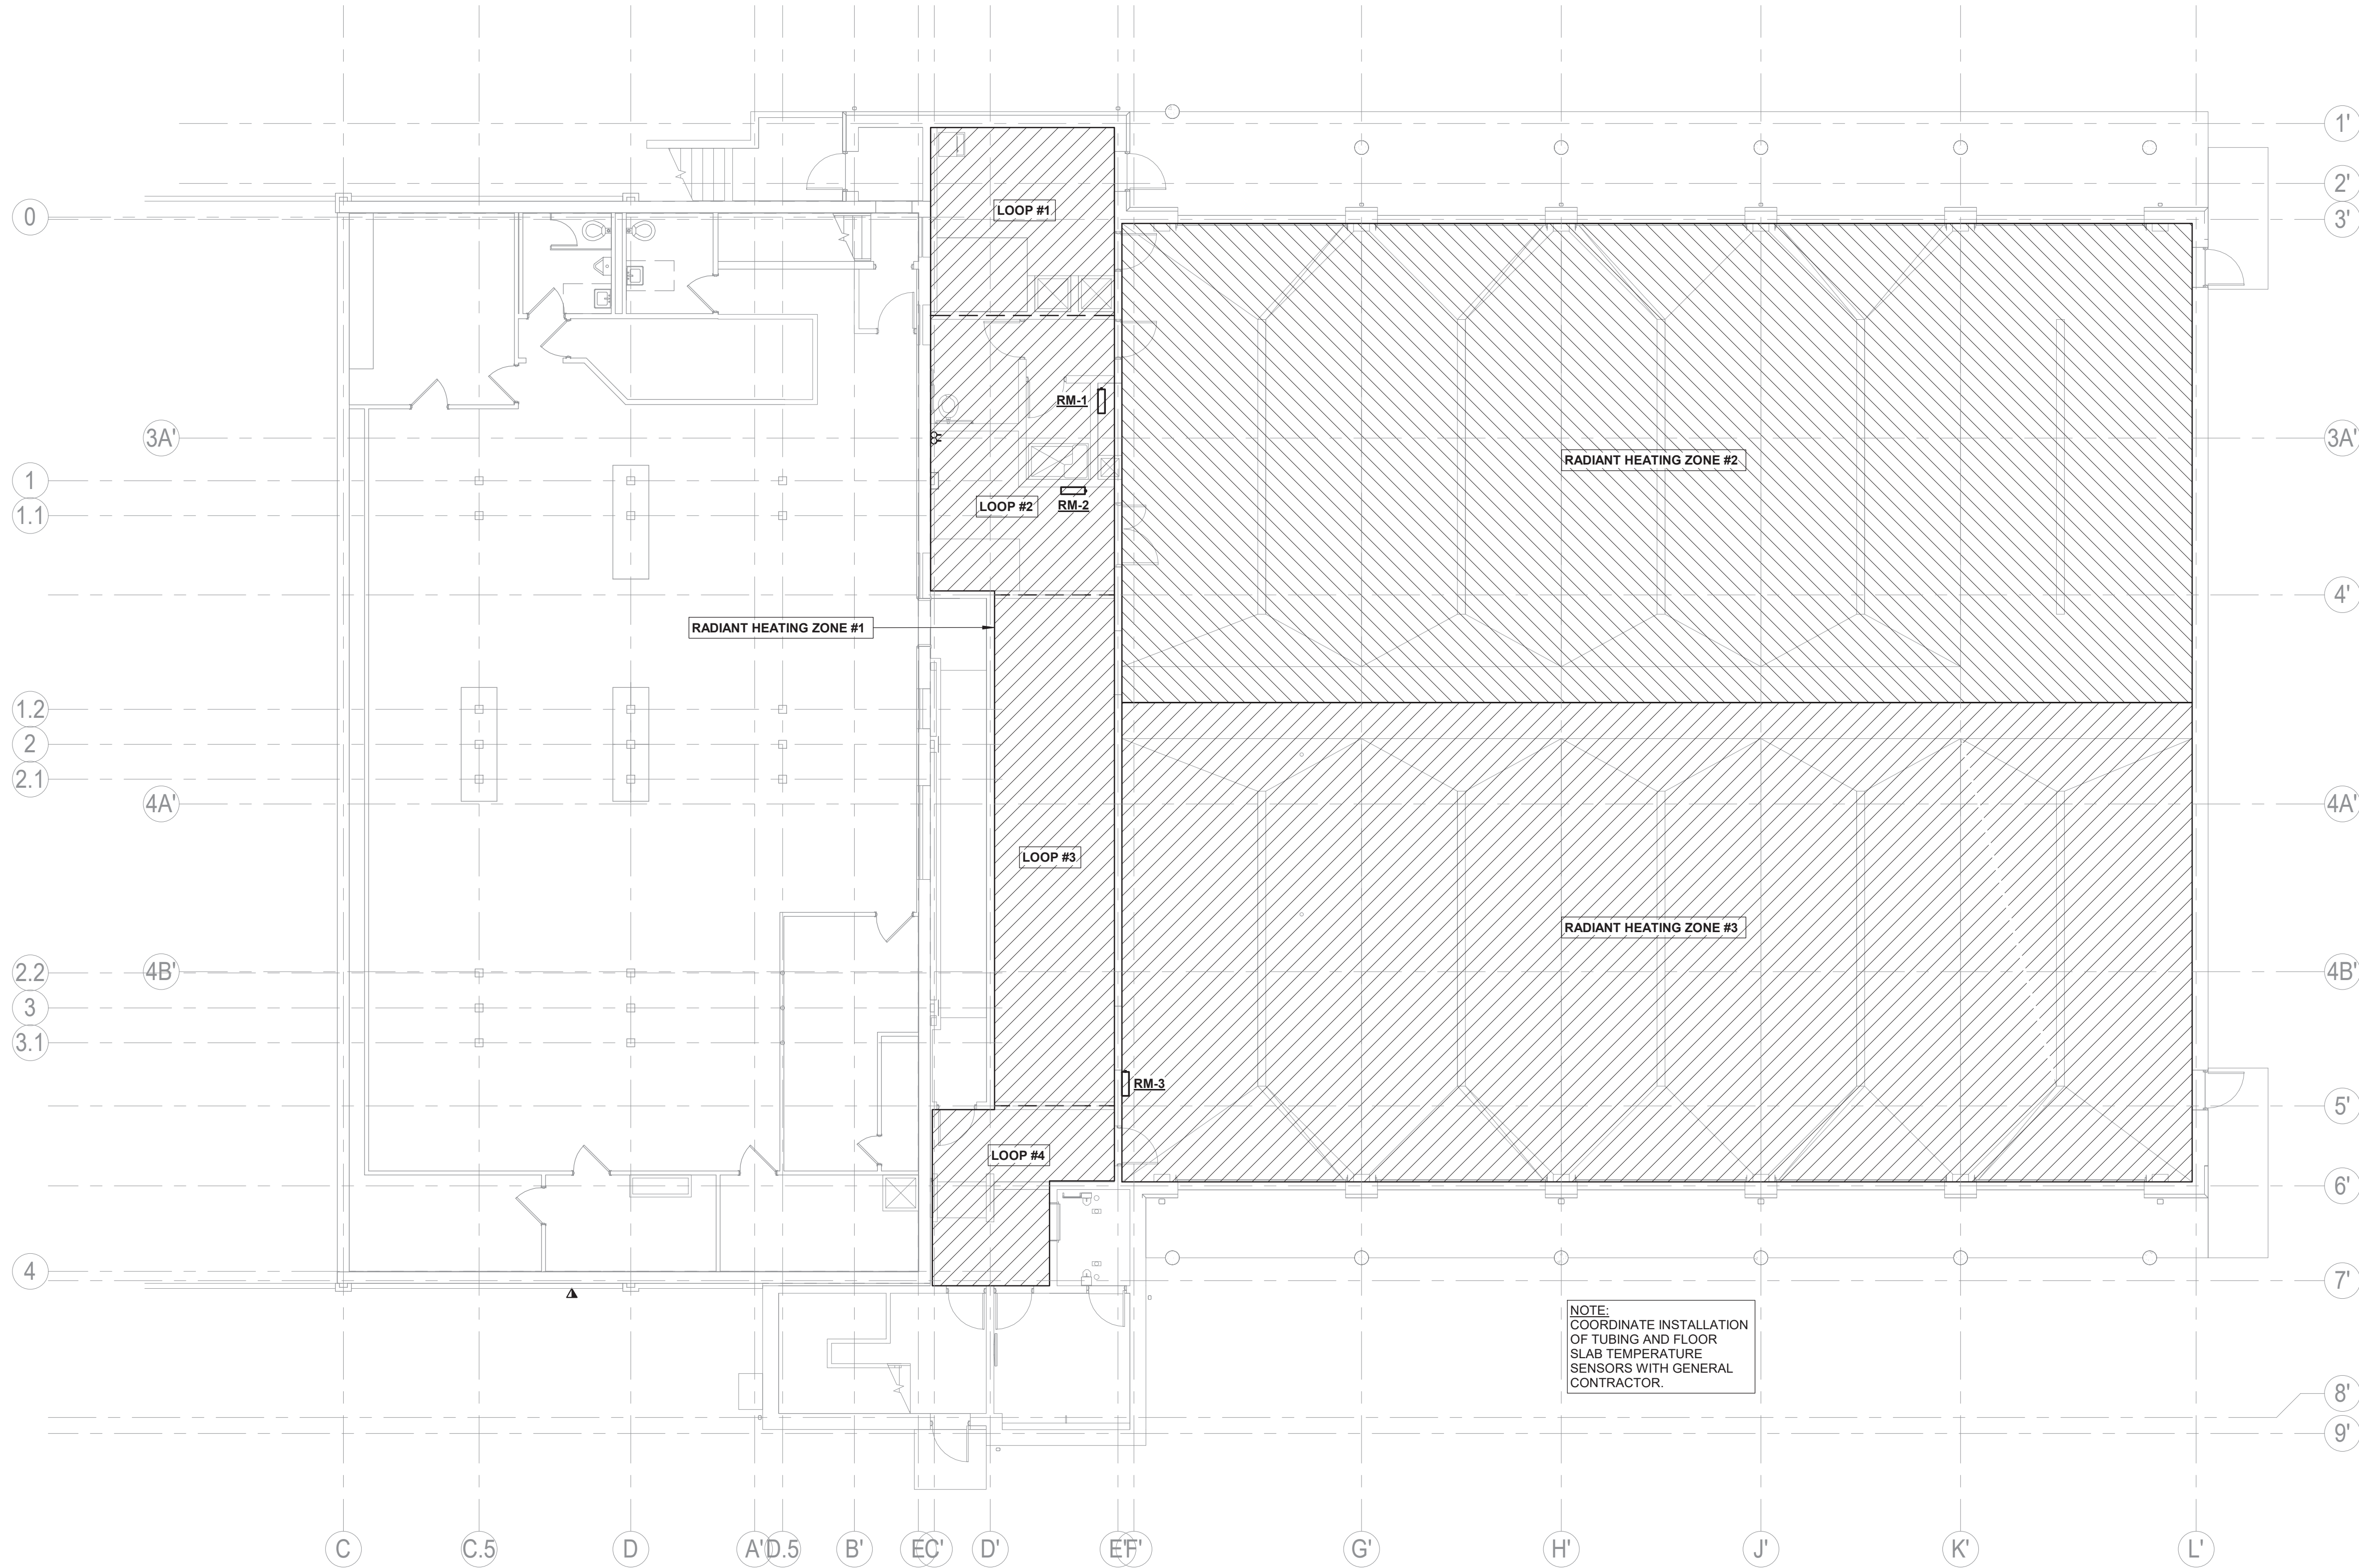 1'
2'
0
3'
LOOP #1
RM-1
3A'
3A'
RADIANT HEATING ZONE #2
1
LOOP #2
RM-2
1.1
4'
RADIANT HEATING ZONE #1
1.2
2
2.1
4A'
4A'
LOOP #3
RADIANT HEATING ZONE #3
2.2
4B'
4B'
3
3.1
RM-3
5'
LOOP #4
6'
4
7'
NOTE:
COORDINATE INSTALLATION
OF TUBING AND FLOOR
SLAB TEMPERATURE
SENSORS WITH GENERAL
CONTRACTOR.
8'
9'
C
C.5
D
A'
D.5
B'
E
C'
D'
E'
F'
G'
H'
J'
K'
L'